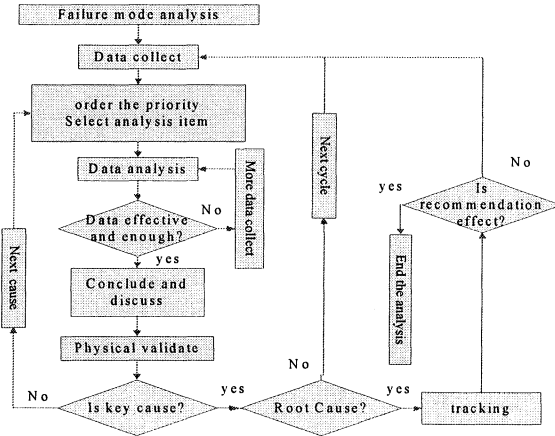 Failure mode analysis
Data collect
order the priority
Select analysis item
Data analysis
More data collect
Data effective
and enough?
No
yes
Conclude and
discuss
Physical validate
Is key cause?
No
Next cause
yes
Root Cause?
No
Next cycle
yes
tracking
Is
recommendation
effect?
No
yes
End the analysis